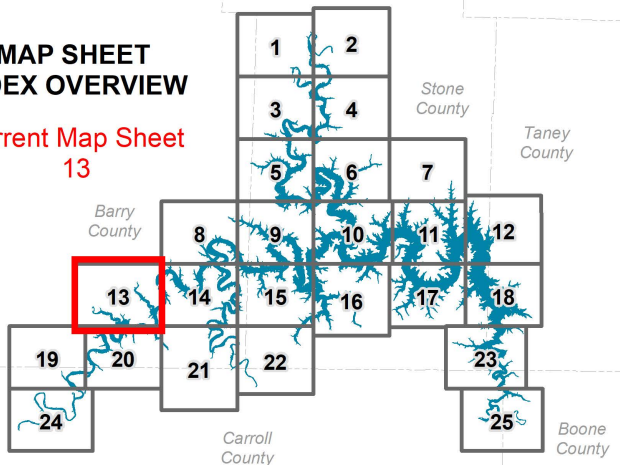 MAP SHEET
DEX OVERVIEW
rrent Map Sheet
13
1
2
3
4
Stone
County
Taney
County
5
6
7
Barry
County
8
9
10
11
12
13
14
15
16
17
18
19
20
21
22
23
24
25
Carroll
County
Boone
County